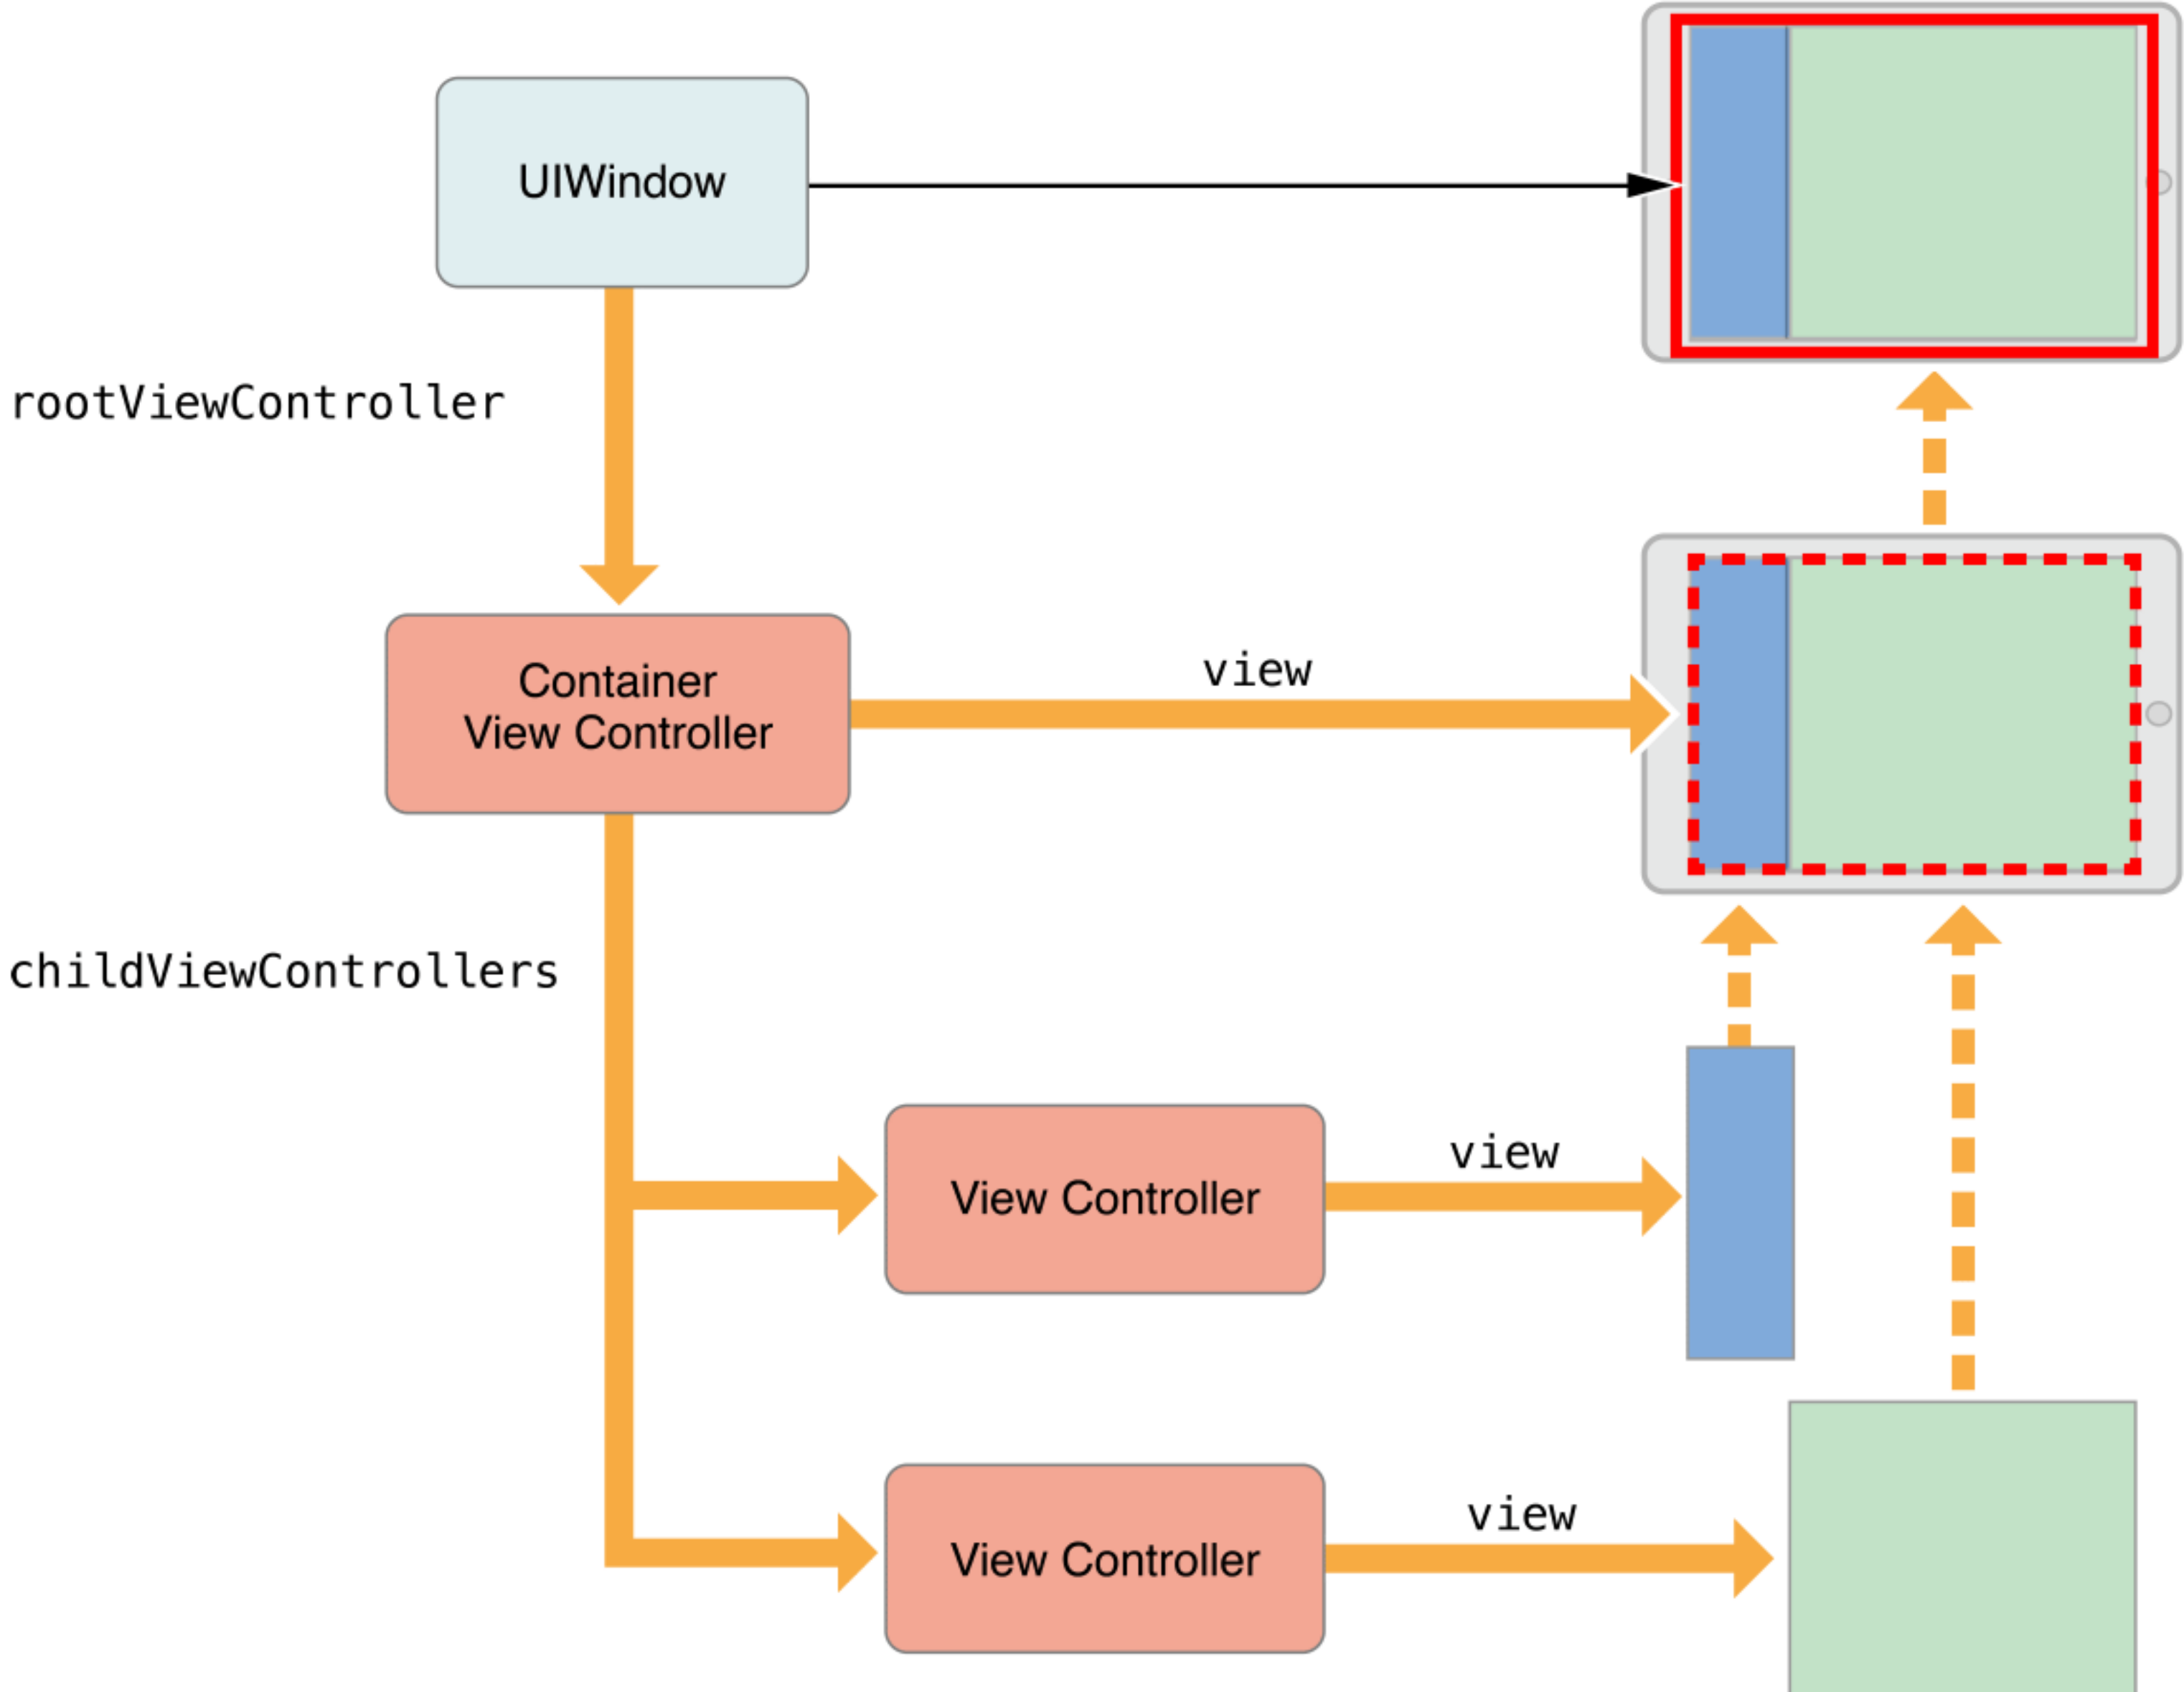 UIWindow
rootViewController
Container
View Controller
view
childViewControllers
View Controller
view
View Controller
view